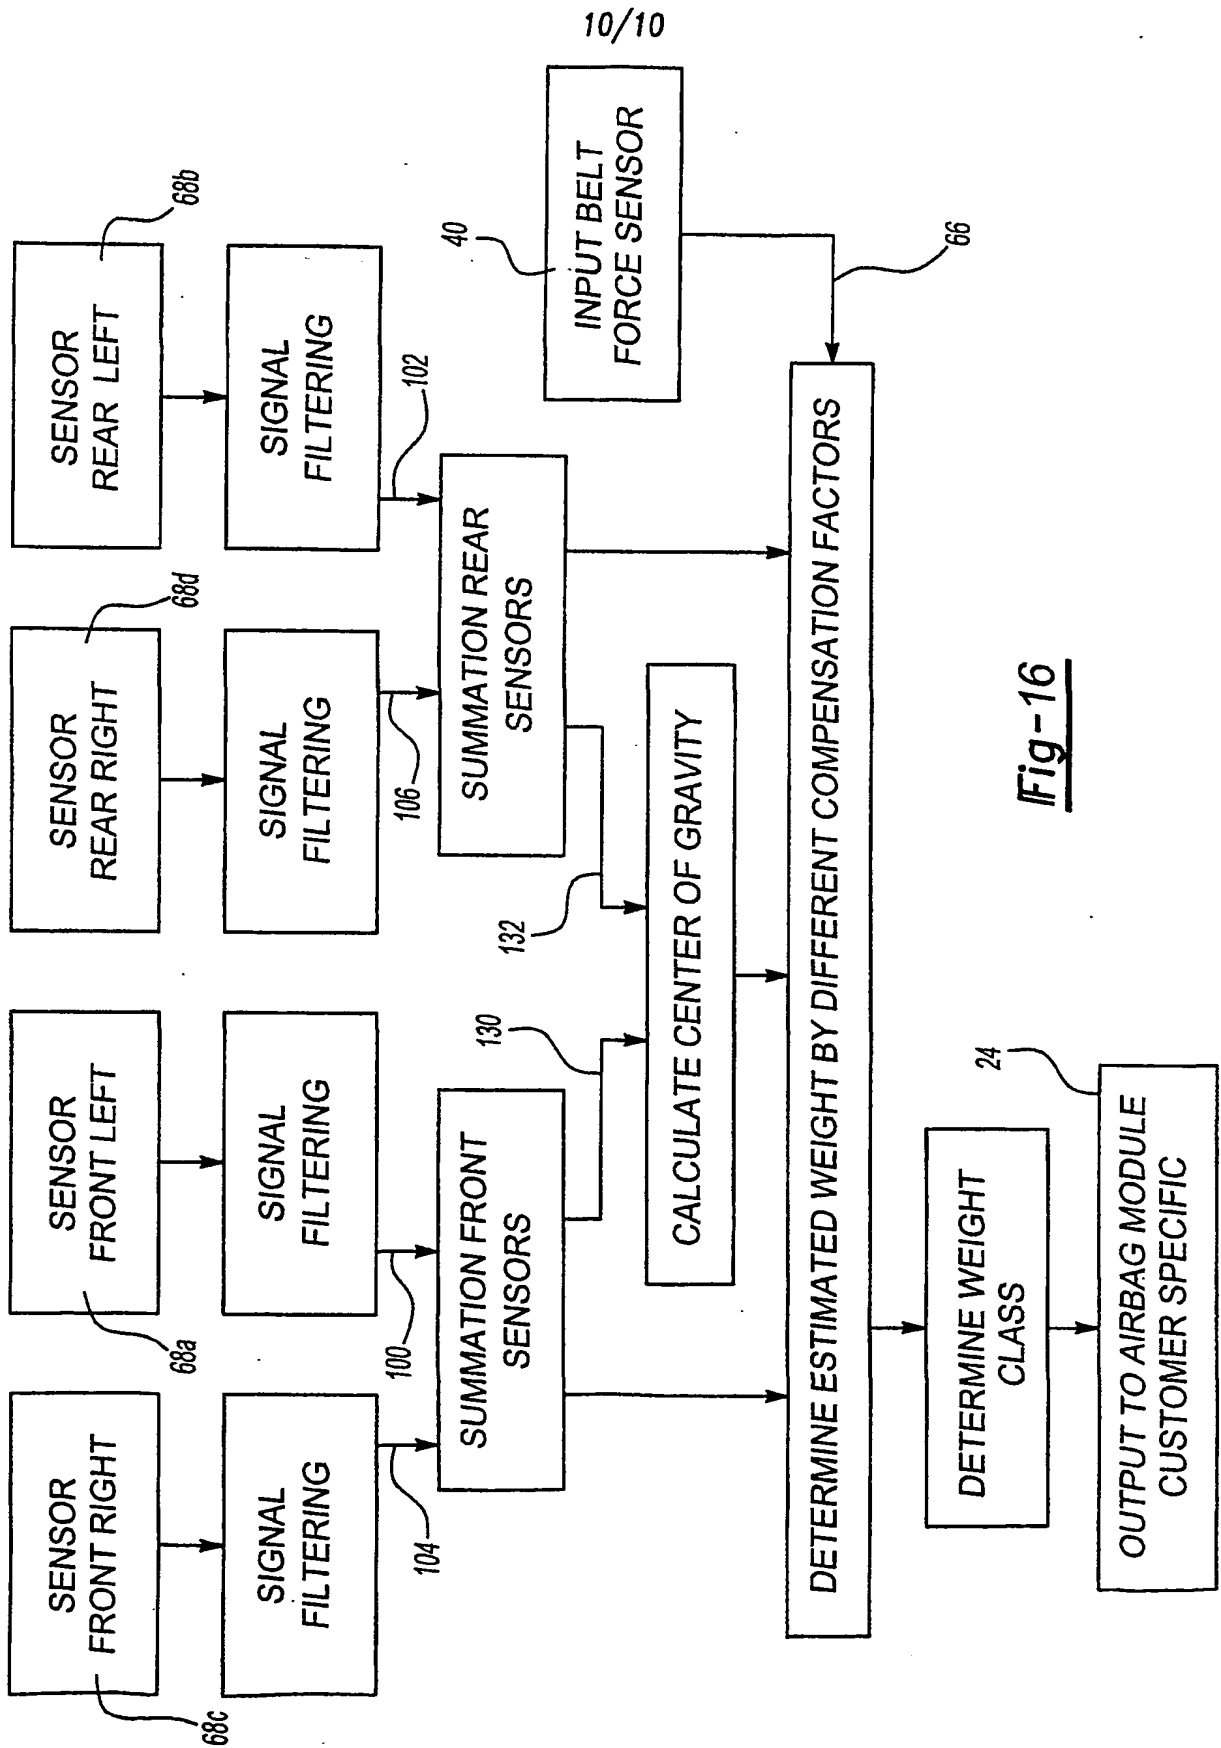 10/10
68c
SENSOR
FRONT RIGHT
68a
SENSOR
FRONT LEFT
68d
SENSOR
REAR RIGHT
68b
SENSOR
REAR LEFT
SIGNAL
FILTERING
SIGNAL
FILTERING
SIGNAL
FILTERING
SIGNAL
FILTERING
104
100
106
102
SUMMATION FRONT
SENSORS
SUMMATION REAR
SENSORS
40
INPUT BELT
FORCE SENSOR
130
132
CALCULATE CENTER OF GRAVITY
66
DETERMINE ESTIMATED WEIGHT BY DIFFERENT COMPENSATION FACTORS
DETERMINE WEIGHT
CLASS
24
OUTPUT TO AIRBAG MODULE
CUSTOMER SPECIFIC
Fig-16